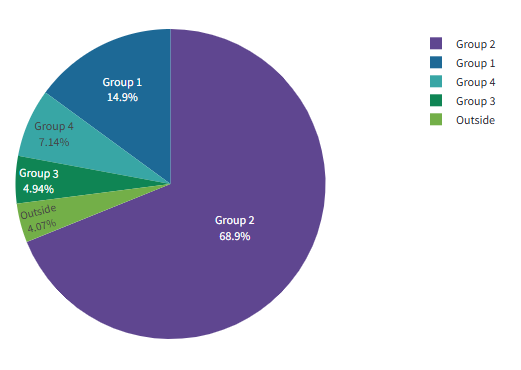 Group 1
14.9%
Group 4
7.14%
Group 3
4.94%
Outside
4.07%
Group 2
68.9%
Group 2
Group 1
Group 4
Group 3
Outside